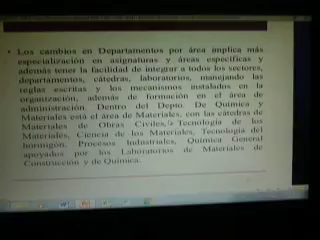 • Los cambios en Departamentos por área implica más
especialización en asignaturas y áreas específicas y
además tener la facilidad de integrar a todos los sectores,
departamentos, cátedras, laboratorios, manejando las
reglas escritas y los mecanismos instalados en la
organización, además de formación en el área de
administración. Dentro del Depto. De Química y
Materiales está el área de Materiales, con las cátedras de
Materiales de Obras Civiles, Tecnología de los
Materiales, Ciencia de los Materiales, Tecnología del
hormigón, Procesos Industriales, Química General
apoyados por los Laboratorios de Materiales de
Construcción y de Química.